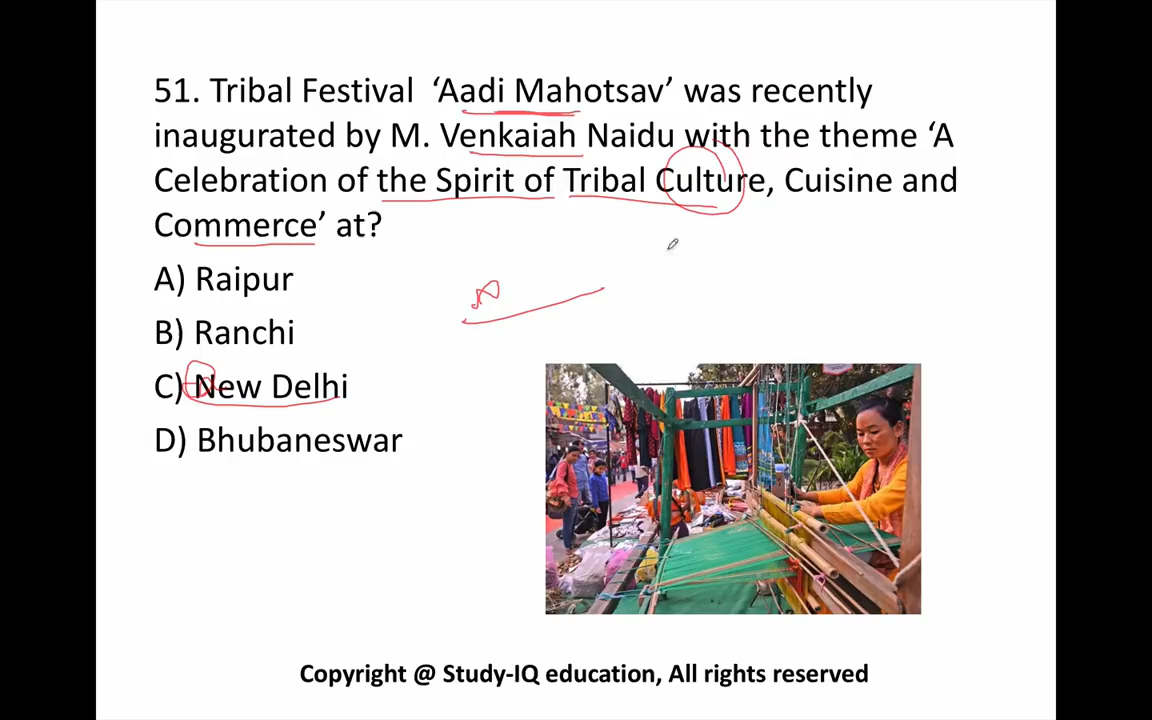 51. Tribal Festival ‘Aadi Mahotsav’ was recently
inaugurated by M. Venkaiah Naidu with the theme ‘A
Celebration of the Spirit of Tribal Culture, Cuisine and
Commerce’ at?
A) Raipur
B) Ranchi
C) New Delhi
D) Bhubaneswar
Copyright @ Study-IQ education, All rights reserved